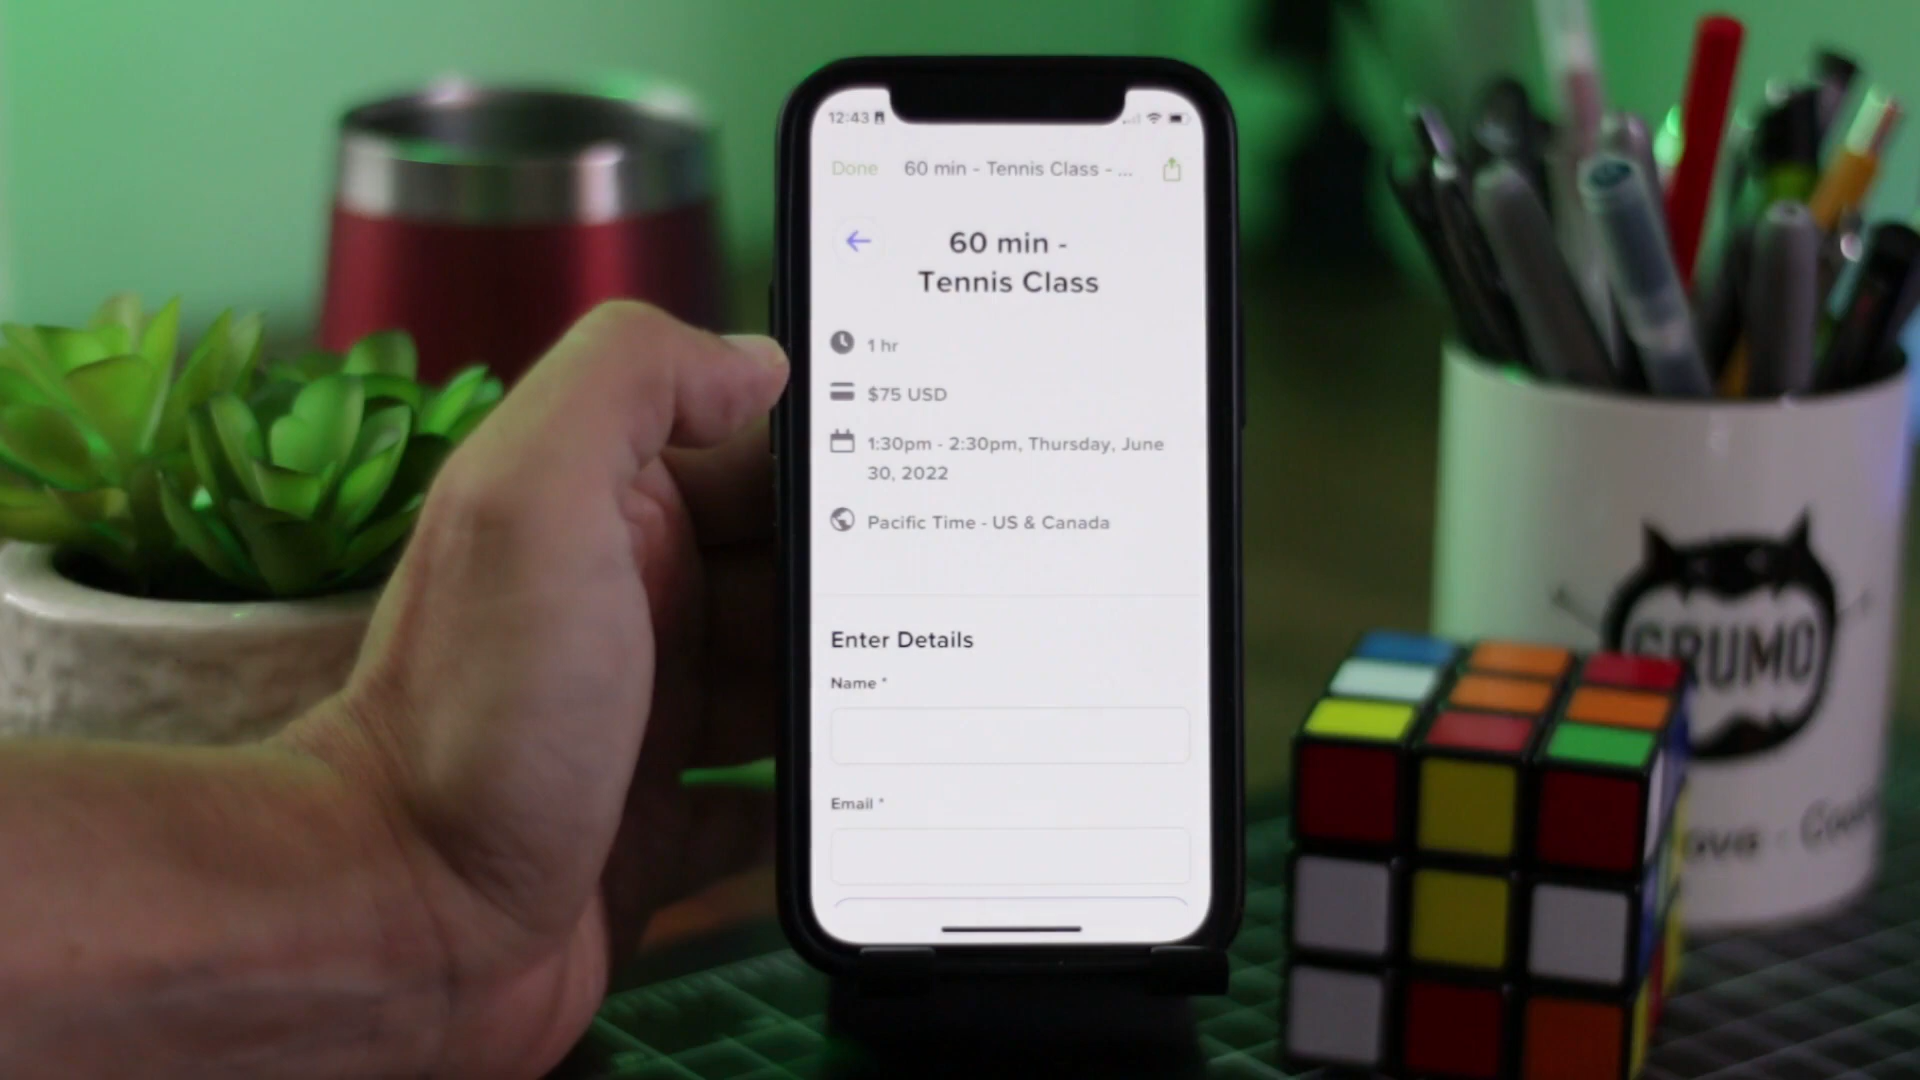 12:43
Done
60 min - Tennis Class - ...
60 min -
Tennis Class
1 hr
$75 USD
1:30pm - 2:30pm, Thursday, June
30, 2022
Pacific Time - US & Canada
Enter Details
Name *
Email *
GRUMO